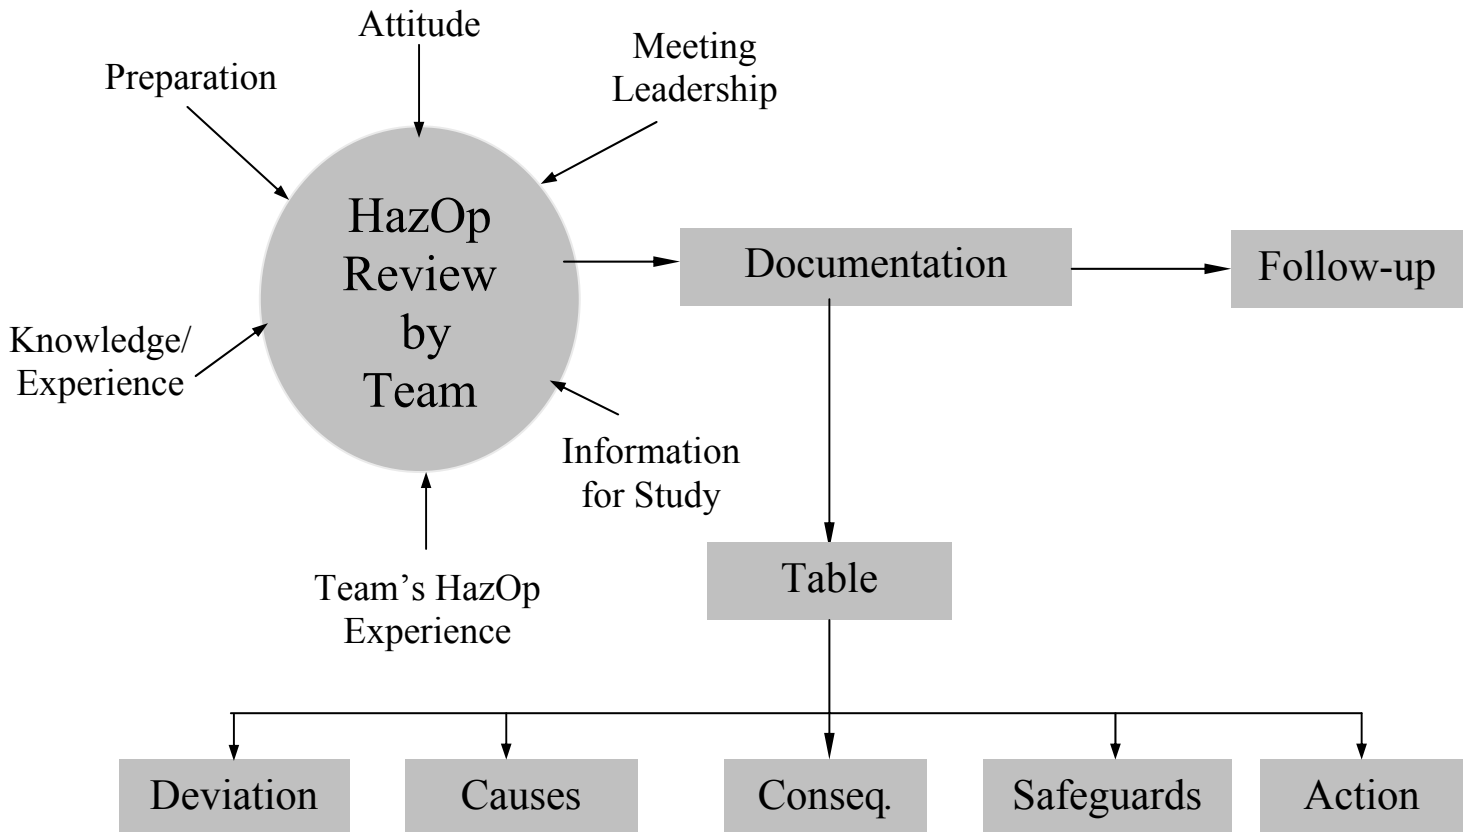 Attitude
Meeting
Leadership
Preparation
HazOp
Review
by
Team
Documentation
Follow-up
Knowledge/
Experience
Information
for Study
Team’s HazOp
Experience
Table
Deviation
Causes
Conseq.
Safeguards
Action